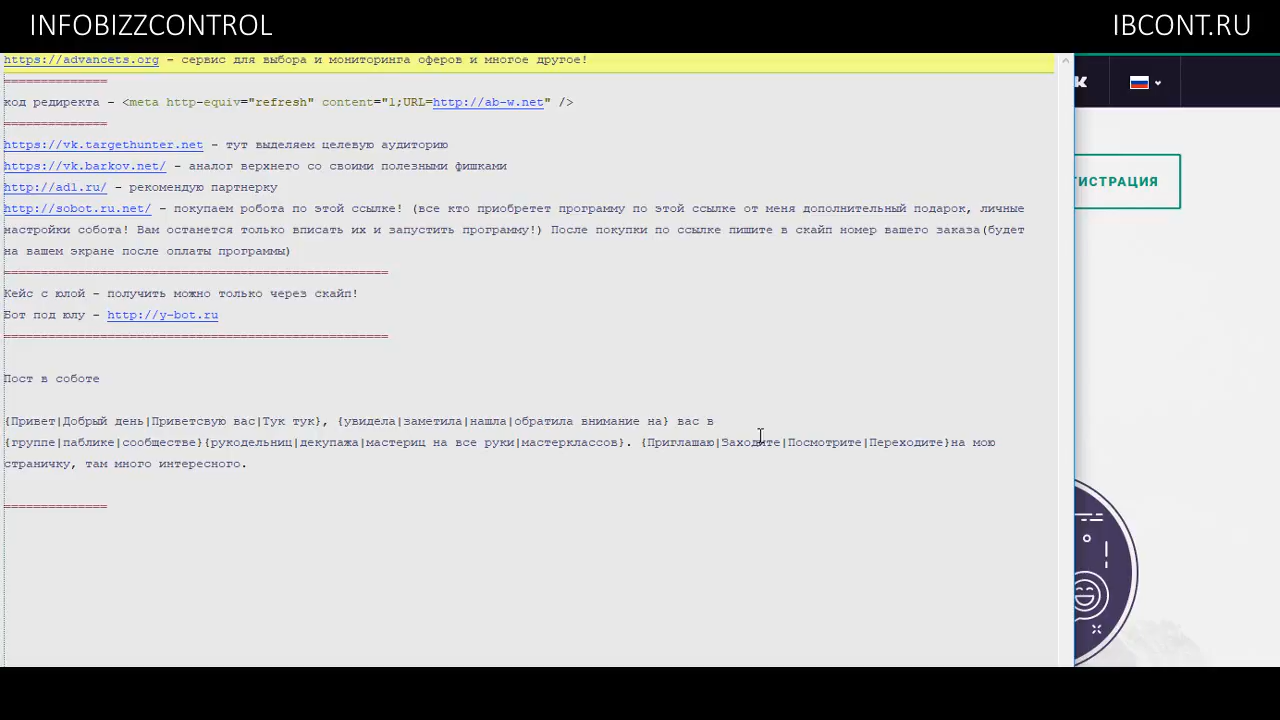 INFOBIZZCONTROL
IBCONT.RU
https://advancets.org - сервис для выбора и мониторинга оферов и многое другое!
==============
код редиректа - <meta http-equiv="refresh" content="1;URL=http://ab-w.net" />
==============
https://vk.targethunter.net - тут выделяем целевую аудиторию
https://vk.barkov.net/ - аналог верхнего со своими полезными фишками
http://ad1.ru/ - рекомендую партнерку
http://sobot.ru.net/ - покупаем робота по этой ссылке! (все кто приобретет программу по этой ссылке от меня дополнительный подарок, личные
настройки собота! Вам останется только вписать их и запустить программу!) После покупки по ссылке пишите в скайп номер вашего заказа(будет
на вашем экране после оплаты программы)
====================================================
Кейс с юлой - получить можно только через скайп!
Бот под юлу - http://y-bot.ru
====================================================
Пост в соботе
{Привет|Добрый день|Приветсвую вас|Тук тук}, {увидела|заметила|нашла|обратила внимание на} вас в
{группе|паблике|сообществе}{рукодельниц|декупажа|мастериц на все руки|мастерклассов}. {Приглашаю|Заходите|Посмотрите|Переходите}на мою
страничку, там много интересного.
==============
К
ГИСТРАЦИЯ